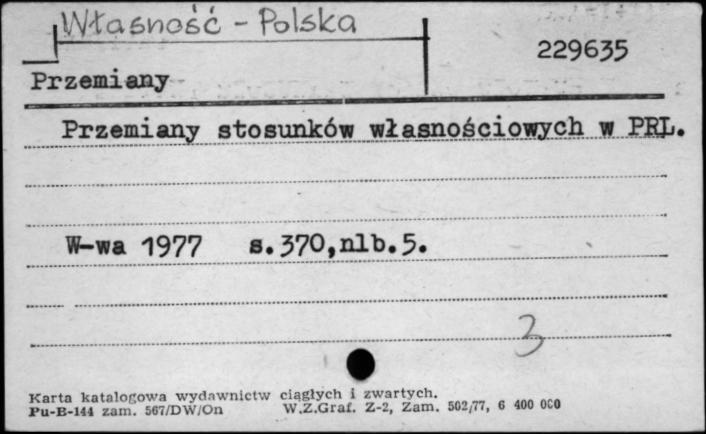 Własność - Polska
229635
Przemiany
Przemiany stosunków własnościowych w PRL.
W-wa 1977 s.370,nlb.5.
3
Karta katalogowa wydawnictw ciągłych i zwartych.
Pu-B-144 zam. 567/DW/On W.Z.Graf. Z-2, Zam. 502/77, 6 400 000